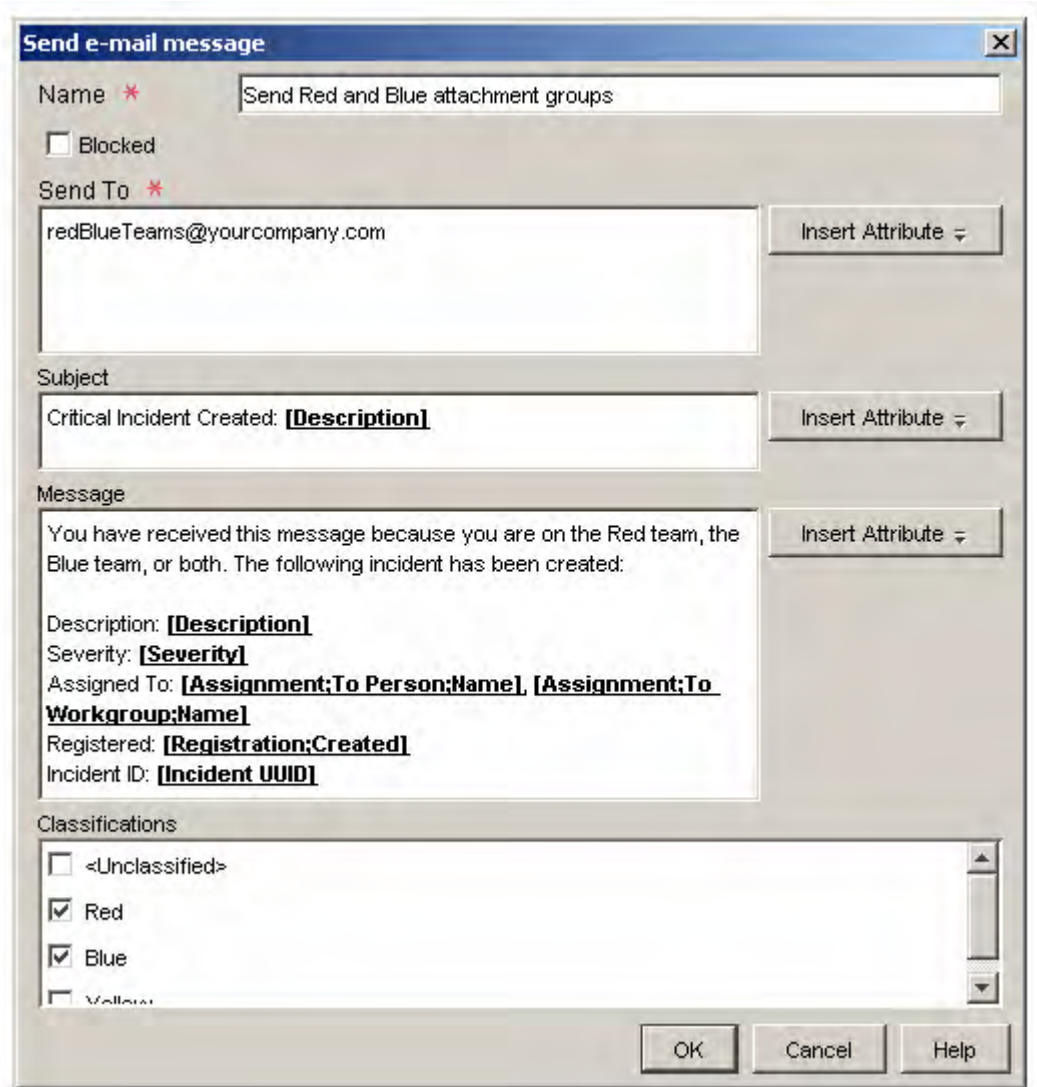 Send e-mail message
Name *
Send Red and Blue attachment groups
Blocked
Send To *
redBlueTeams@yourcompany.com
Insert Attribute
Subject
Critical Incident Created: [Description]
Insert Attribute
Message
You have received this message because you are on the Red team, the
Blue team, or both. The following incident has been created:
Description: [Description]
Severity: [Severity]
Assigned To: [Assignment;To Person;Name], [Assignment;To
Workgroup;Name]
Registered: [Registration;Created]
Incident ID: [Incident UUID]
Insert Attribute
Classifications
<Unclassified>
Red
Blue
Yellow
OK
Cancel
Help